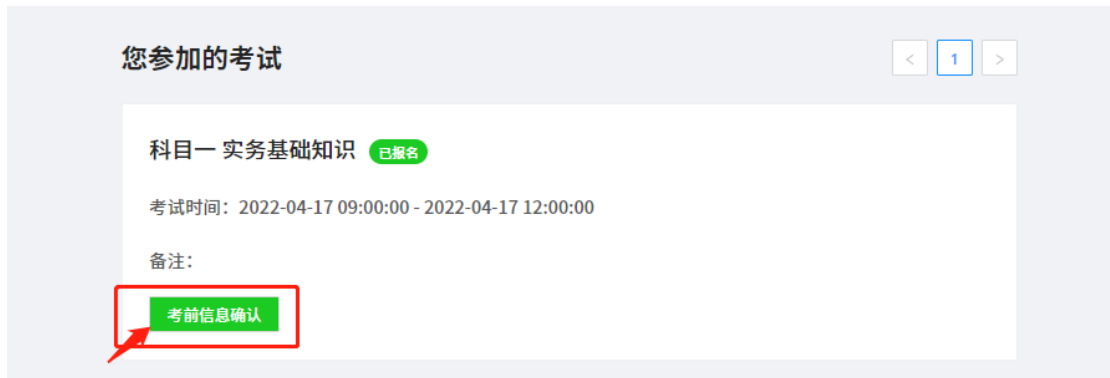 您参加的考试
< 1 >
科目一 实务基础知识 已报名
考试时间：2022-04-17 09:00:00 - 2022-04-17 12:00:00
备注：
考前信息确认